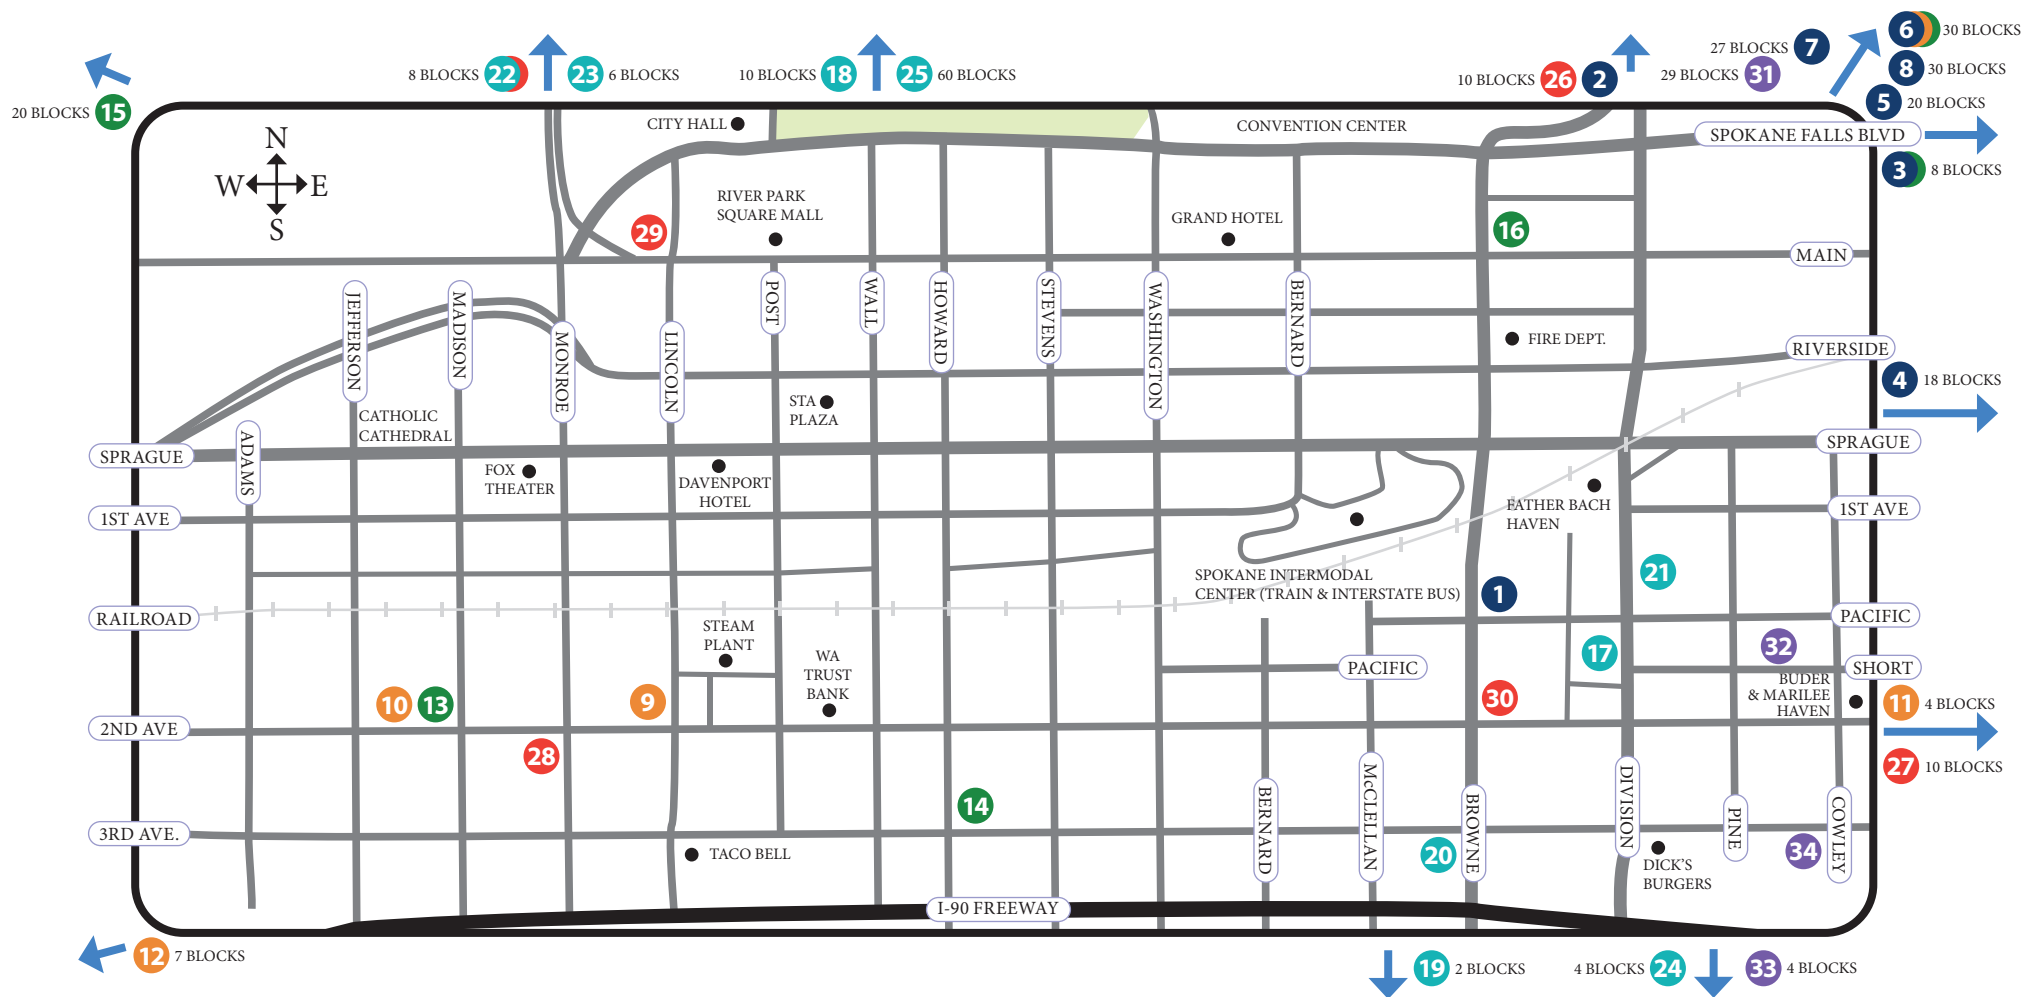 6 30 BLOCKS
27 BLOCKS 7
8 BLOCKS 22
23 6 BLOCKS
10 BLOCKS 18
25 60 BLOCKS
10 BLOCKS 26 2
29 BLOCKS 31
8 30 BLOCKS
5 20 BLOCKS
20 BLOCKS 15
CITY HALL
CONVENTION CENTER
SPOKANE FALLS BLVD
N
W E
S
3 8 BLOCKS
RIVER PARK
SQUARE MALL
GRAND HOTEL
29
16
MAIN
JEFFERSON
MADISON
MONROE
LINCOLN
POST
WALL
HOWARD
STEVENS
WASHINGTON
BERNARD
FIRE DEPT.
RIVERSIDE
4 18 BLOCKS
STA
PLAZA
CATHOLIC
CATHEDRAL
SPRAGUE
ADAMS
SPRAGUE
FOX
THEATER
DAVENPORT
HOTEL
FATHER BACH
HAVEN
1ST AVE
1ST AVE
21
SPOKANE INTERMODAL
CENTER (TRAIN & INTERSTATE BUS)
1
RAILROAD
PACIFIC
STEAM
PLANT
WA
TRUST
BANK
17
32
PACIFIC
SHORT
BUDER
& MARILEE
HAVEN
10 13
9
30
11 4 BLOCKS
2ND AVE
28
27 10 BLOCKS
14
BERNARD
McCLELLAN
BROWNE
DIVISION
PINE
COWLEY
3RD AVE.
TACO BELL
20
34
DICK'S
BURGERS
I-90 FREEWAY
12 7 BLOCKS
19 2 BLOCKS
4 BLOCKS 24
33 4 BLOCKS